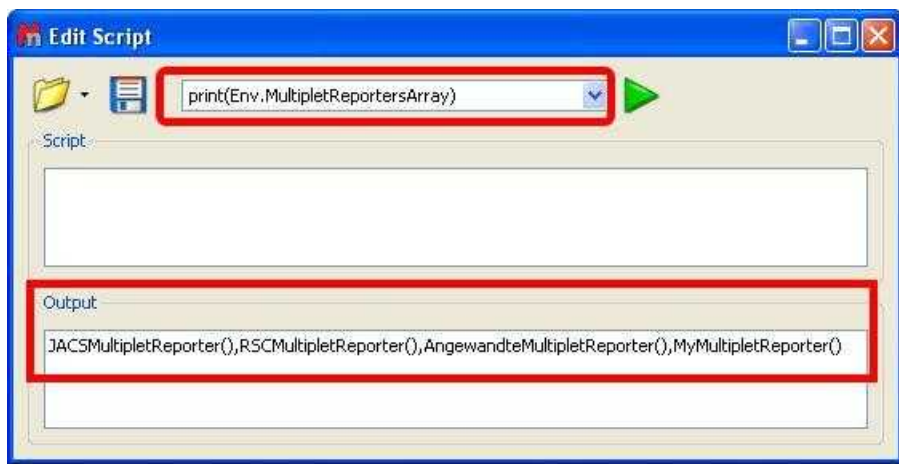 Edit Script
print(Env.MultipletReportersArray)
Script
Output
JACSMultipletReporter(),RSCMultipletReporter(),AngewandteMultipletReporter(),MyMultipletReporter()